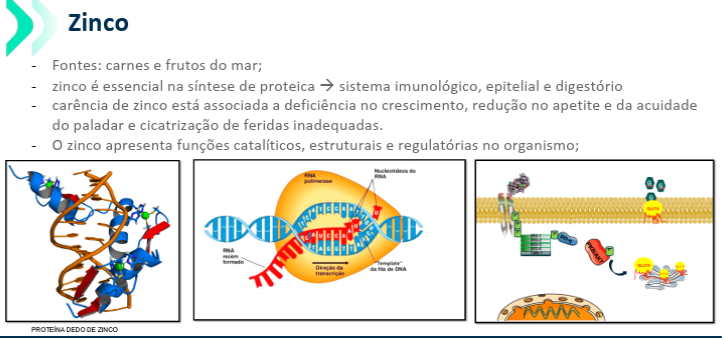 Zinco
- Fontes: carnes e frutos do mar;
- zinco é essencial na síntese de proteica → sistema imunológico, epitelial e digestório
- carência de zinco está associada a deficiência no crescimento, redução no apetite e da acuidade
do paladar e cicatrização de feridas inadequadas.
- O zinco apresenta funções catalíticos, estruturais e regulatórias no organismo;
RNA
polimerase
Nucleotídeos do
RNA
RNA
recém
formado
Direção da
transcrição
"Template"
da fita de DNA
PROTEÍNA DEDO DE ZINCO